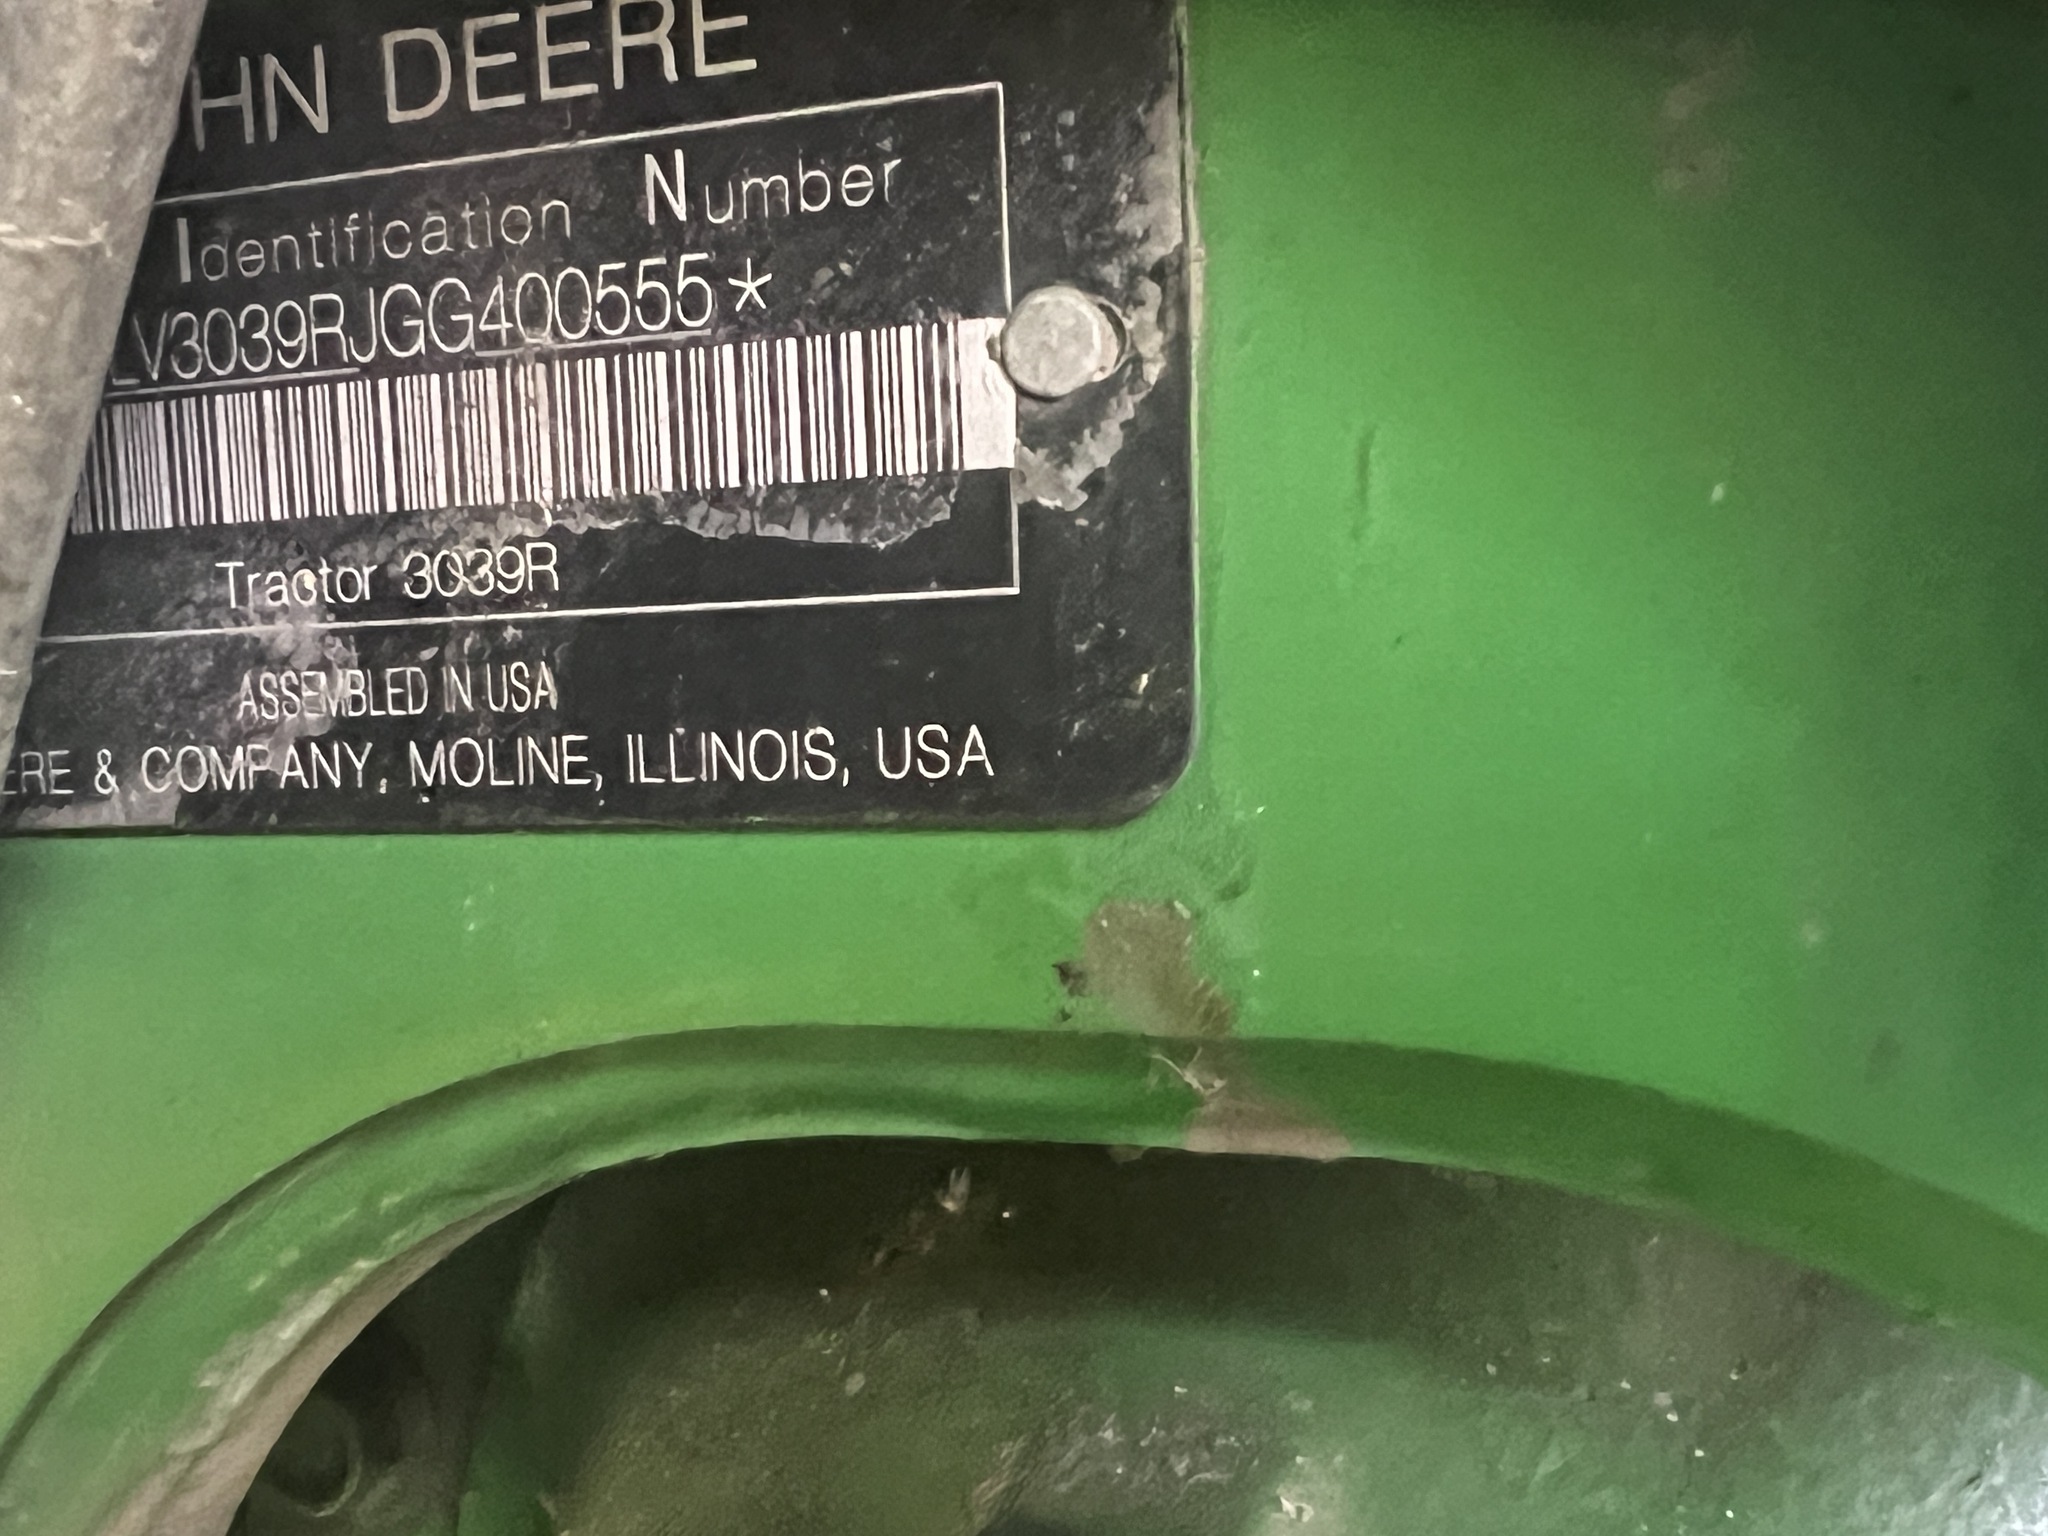 HN DEERE
Identification Number
LV3039RJGG400555*
Tractor 3039R
ASSEMBLED IN USA
ERE & COMPANY, MOLINE, ILLINOIS, USA